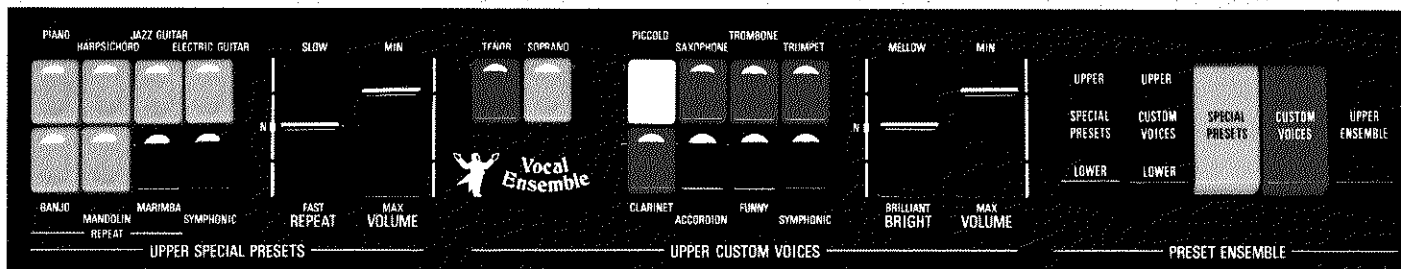 PIANO
HARPSICHORD
JAZZ GUITAR
ELECTRIC GUITAR
BANJO
MANDOLIN
MARIMBA
SYMPHONIC
REPEAT
SLOW
N
FAST
REPEAT
MIN
MAX
VOLUME
UPPER SPECIAL PRESETS
TENOR
SOPRANO
Vocal
Ensemble
PICCOLO
SAXOPHONE
TROMBONE
TRUMPET
CLARINET
ACCORDION
FUNNY
SYMPHONIC
MELLOW
N
BRILLIANT
BRIGHT
MIN
MAX
VOLUME
UPPER CUSTOM VOICES
UPPER
SPECIAL
PRESETS
LOWER
UPPER
CUSTOM
VOICES
LOWER
SPECIAL
PRESETS
CUSTOM
VOICES
UPPER
ENSEMBLE
PRESET ENSEMBLE